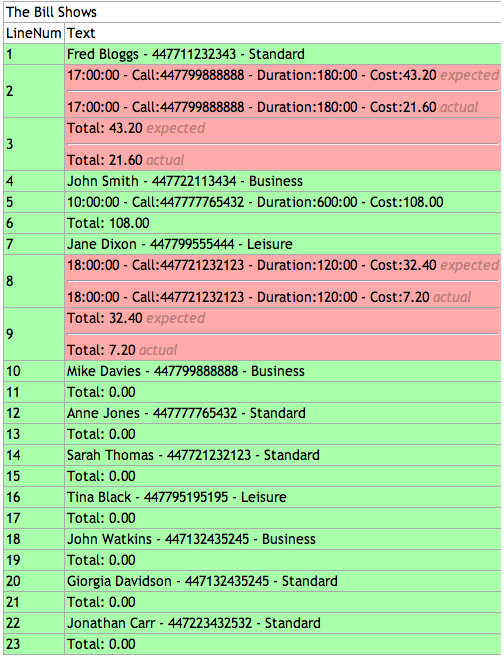 The Bill Shows
LineNum Text
1 Fred Bloggs - 447711232343 - Standard
2 17:00:00 - Call:447799888888 - Duration:180:00 - Cost:43.20 expected
17:00:00 - Call:447799888888 - Duration:180:00 - Cost:21.60 actual
3 Total: 43.20 expected
Total: 21.60 actual
4 John Smith - 447722113434 - Business
5 10:00:00 - Call:447777765432 - Duration:600:00 - Cost:108.00
6 Total: 108.00
7 Jane Dixon - 447799555444 - Leisure
8 18:00:00 - Call:447721232123 - Duration:120:00 - Cost:32.40 expected
18:00:00 - Call:447721232123 - Duration:120:00 - Cost:7.20 actual
9 Total: 32.40 expected
Total: 7.20 actual
10 Mike Davies - 447799888888 - Business
11 Total: 0.00
12 Anne Jones - 447777765432 - Standard
13 Total: 0.00
14 Sarah Thomas - 447721232123 - Standard
15 Total: 0.00
16 Tina Black - 447795195195 - Leisure
17 Total: 0.00
18 John Watkins - 447132435245 - Business
19 Total: 0.00
20 Giorgia Davidson - 447132435245 - Standard
21 Total: 0.00
22 Jonathan Carr - 447223432532 - Standard
23 Total: 0.00